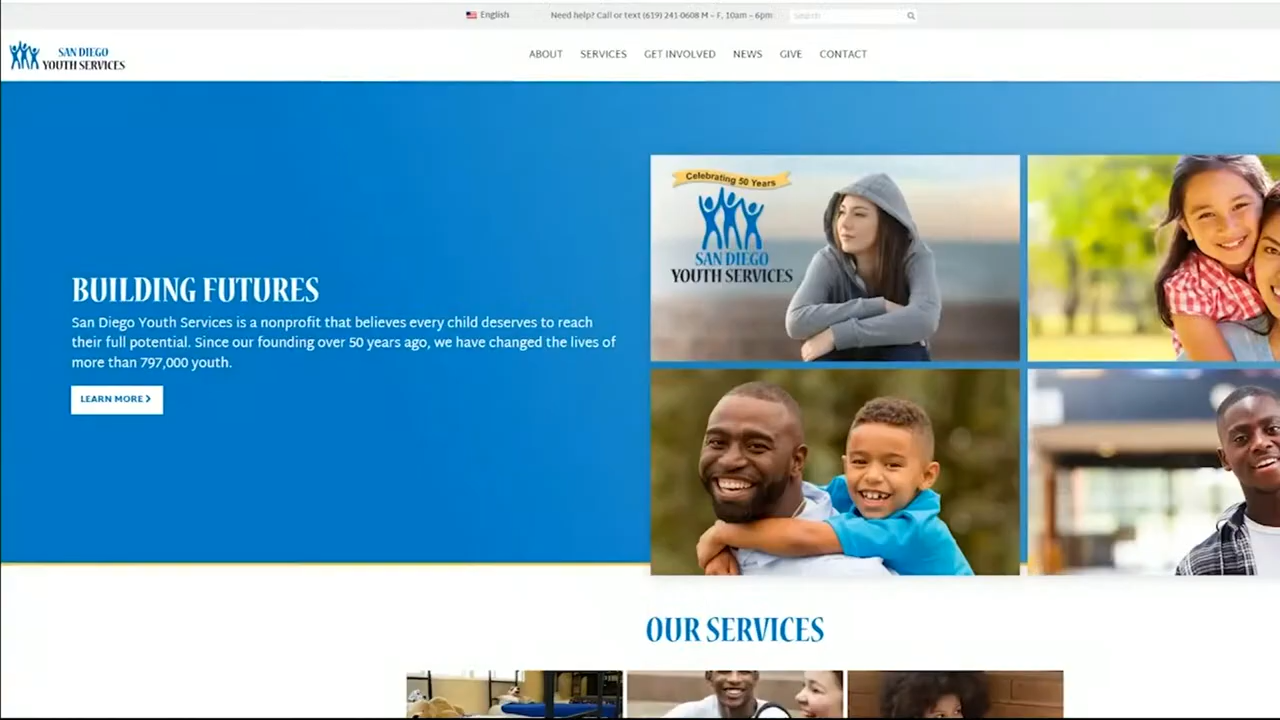 English
Need help? Call or text (619) 241-0608 M – F, 10am – 6pm
Search
SAN DIEGO
YOUTH SERVICES
ABOUT SERVICES GET INVOLVED NEWS GIVE CONTACT
Celebrating 50 Years
SAN DIEGO
YOUTH SERVICES
BUILDING FUTURES
San Diego Youth Services is a nonprofit that believes every child deserves to reach
their full potential. Since our founding over 50 years ago, we have changed the lives of
more than 797,000 youth.
LEARN MORE >
OUR SERVICES